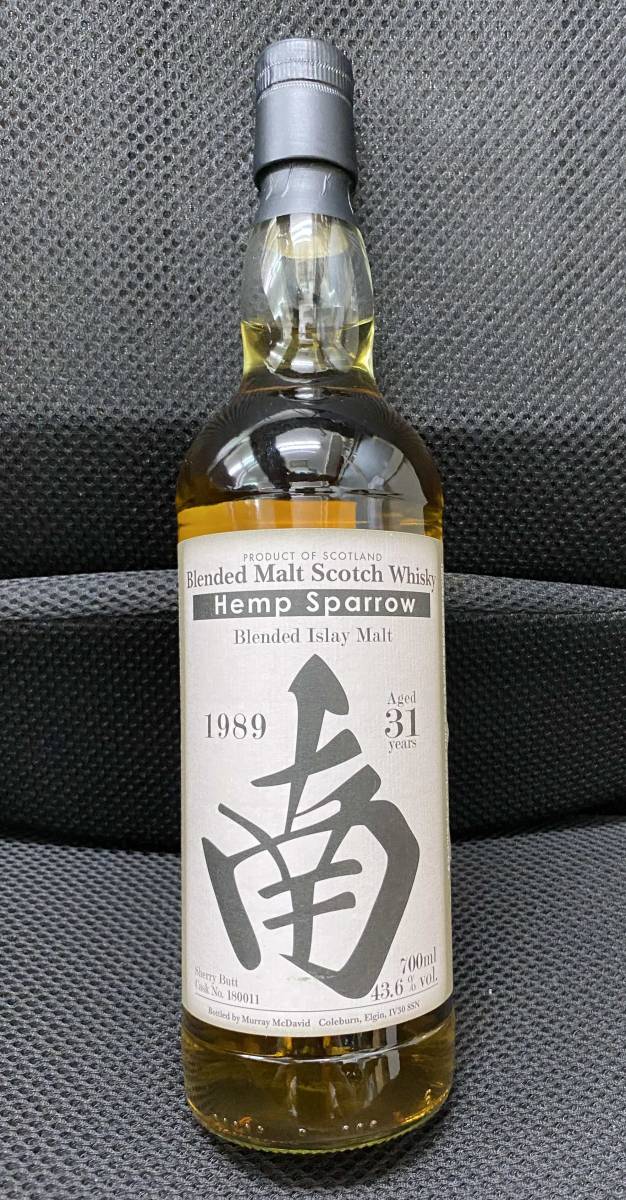 PRODUCT OF SCOTLAND
Blended Malt Scotch Whisky
Hemp Sparrow
Blended Islay Malt
1989
Aged
31
years
南
Sherry Butt
Cask No. 180011
700ml
43.6 % vol.
Bottled by Murray McDavid Coleburn, Elgin, IV30 8SN